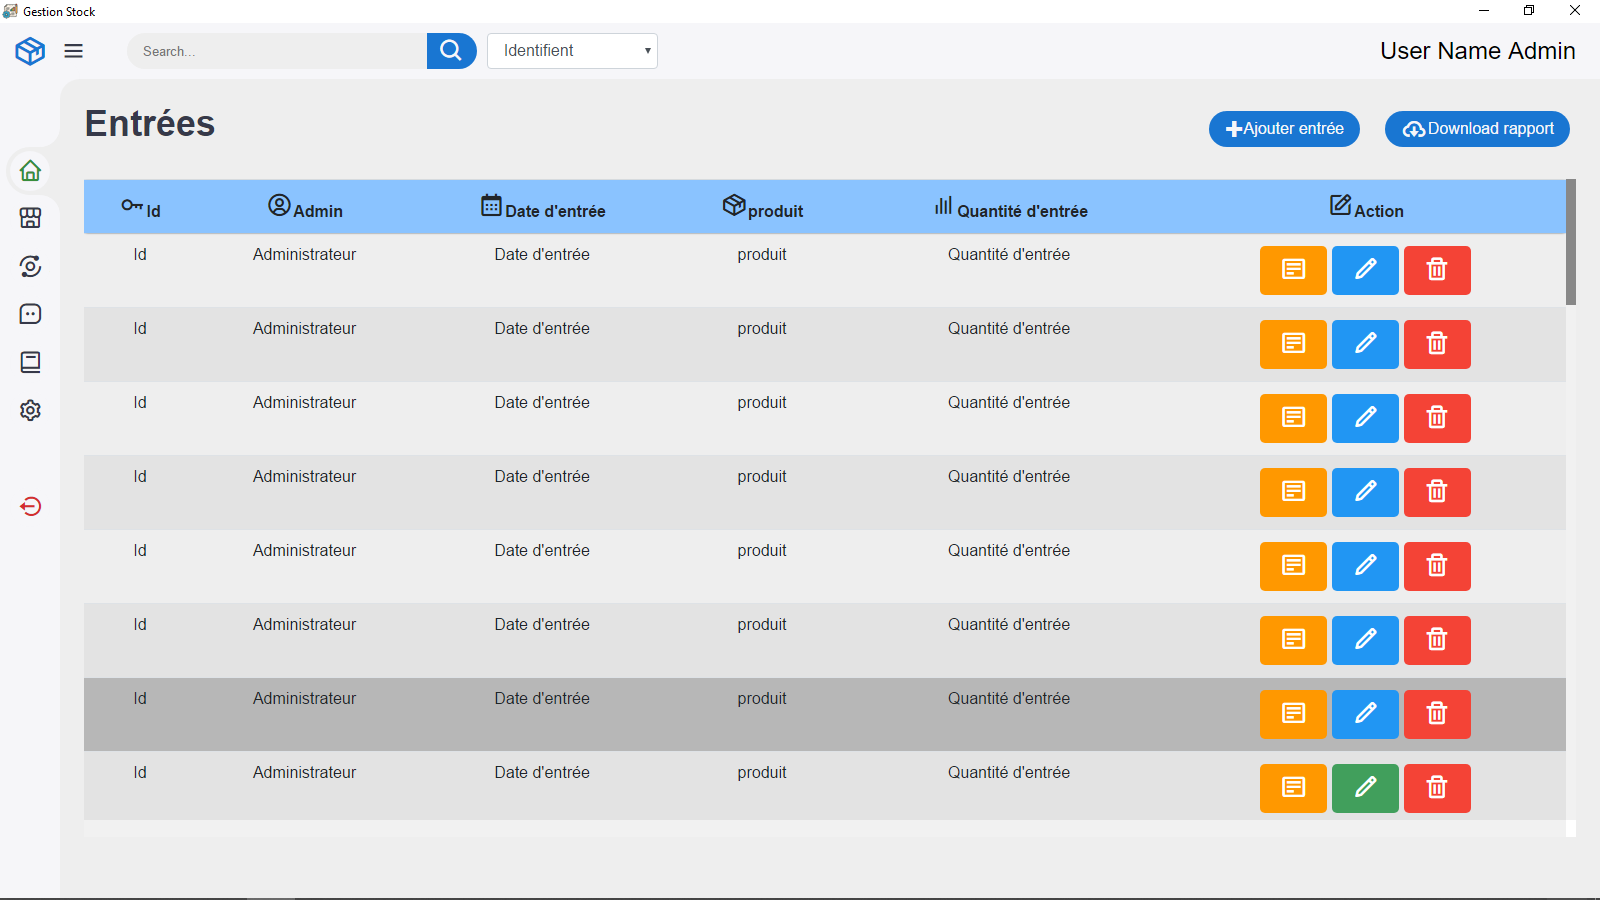 Gestion Stock
Search...
Identifient
User Name Admin
Entrées
Ajouter entrée
Download rapport
Id Admin Date d'entrée produit Quantité d'entrée Action
Id Administrateur Date d'entrée produit Quantité d'entrée
Id Administrateur Date d'entrée produit Quantité d'entrée
Id Administrateur Date d'entrée produit Quantité d'entrée
Id Administrateur Date d'entrée produit Quantité d'entrée
Id Administrateur Date d'entrée produit Quantité d'entrée
Id Administrateur Date d'entrée produit Quantité d'entrée
Id Administrateur Date d'entrée produit Quantité d'entrée
Id Administrateur Date d'entrée produit Quantité d'entrée